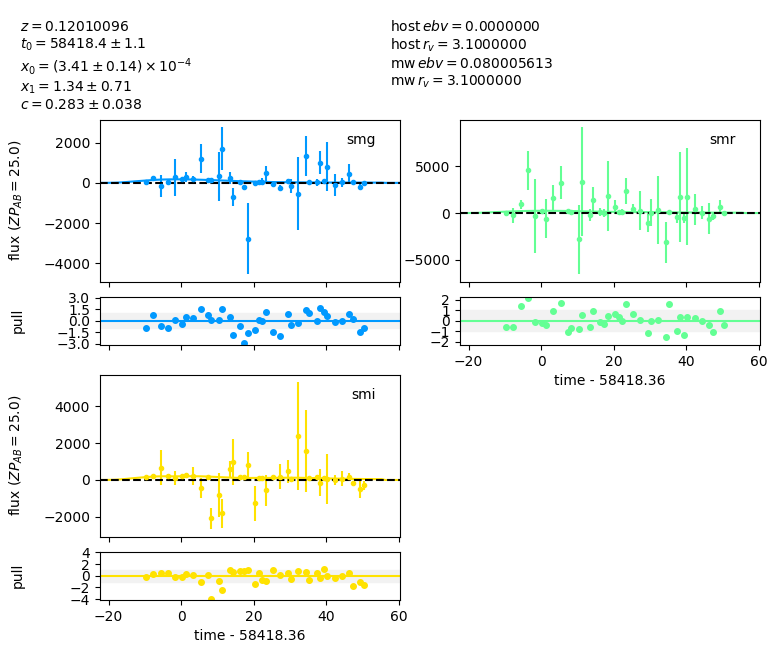 z = 0.12010096
t₀ = 58418.4 ± 1.1
x₀ = (3.41 ± 0.14) × 10⁻⁴
x₁ = 1.34 ± 0.71
c = 0.283 ± 0.038
host ebv = 0.0000000
host r_v = 3.1000000
mw ebv = 0.080005613
mw r_v = 3.1000000
smg
flux (ZP_AB = 25.0)
2000
0
−2000
−4000
smr
5000
0
−5000
pull
3.0
1.5
0.0
−1.5
−3.0
2
1
0
−1
−2
−20 0 20 40 60
time - 58418.36
smi
flux (ZP_AB = 25.0)
4000
2000
0
−2000
pull
4
2
0
−2
−4
−20 0 20 40 60
time - 58418.36